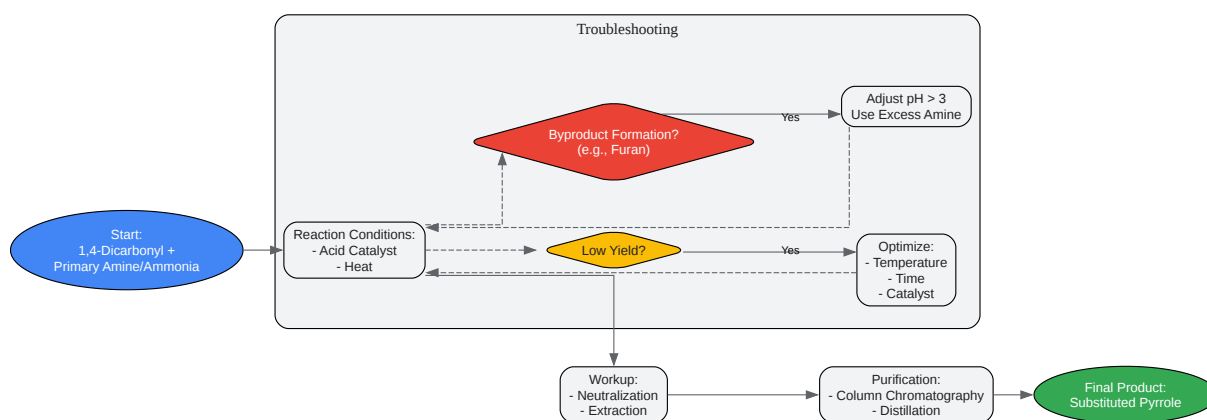 Troubleshooting
Adjust pH > 3
Use Excess Amine
Yes
Byproduct Formation?
(e.g., Furan)
Start:
1,4-Dicarbonyl +
Primary Amine/Ammonia
Reaction Conditions:
- Acid Catalyst
- Heat
Low Yield?
Yes
Optimize:
- Temperature
- Time
- Catalyst
Workup:
- Neutralization
- Extraction
Purification:
- Column Chromatography
- Distillation
Final Product:
Substituted Pyrrole